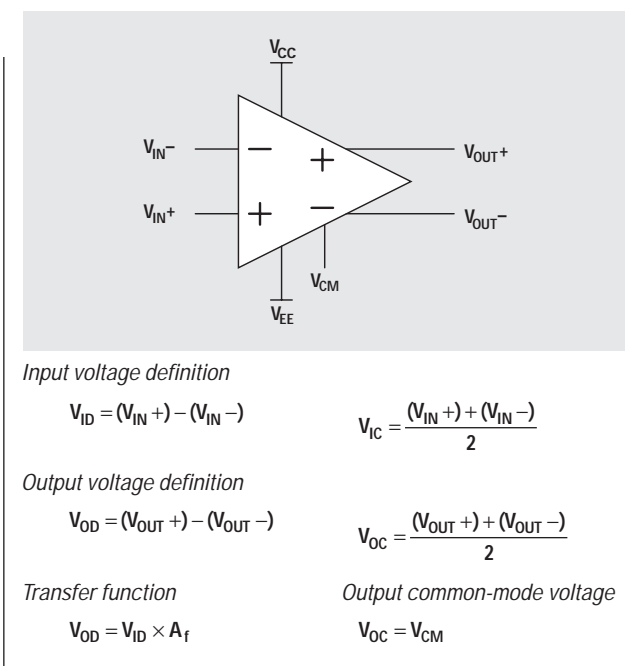 VCC
VIN−
VIN+
− +
+ −
VOUT+
VOUT−
VCM
VEE
Input voltage definition
VID = (VIN +) − (VIN −)
VIC = (VIN +) + (VIN −) / 2
Output voltage definition
VOD = (VOUT +) − (VOUT −)
VOC = (VOUT +) + (VOUT −) / 2
Transfer function
Output common-mode voltage
VOD = VID × Af
VOC = VCM